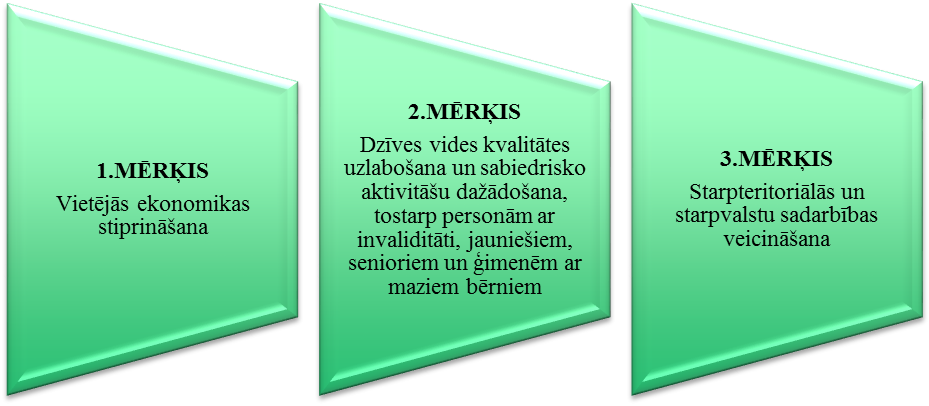 1.MĒRĶIS
Vietējās ekonomikas
stiprināšana
2.MĒRĶIS
Dzīves vides kvalitātes
uzlabošana un sabiedrisko
aktivitāšu dažādošana,
tostarp personām ar
invaliditāti, jauniešiem,
senioriem un ģimenēm ar
maziem bērniem
3.MĒRĶIS
Starpteritoriālās un
starpvalstu sadarbības
veicināšana